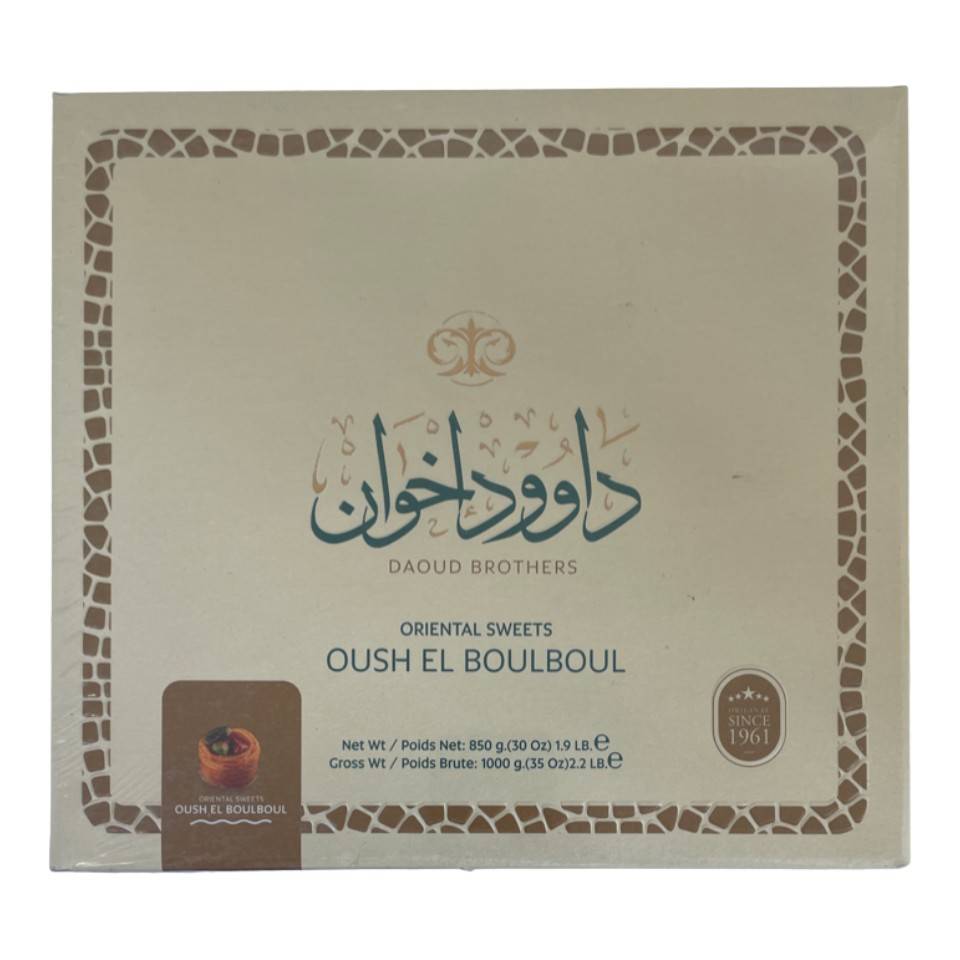 داوود اخوان
DAOUD BROTHERS
ORIENTAL SWEETS
OUSH EL BOULBOUL
Net Wt / Poids Net: 850 g.(30 Oz) 1.9 LB.℮
Gross Wt / Poids Brute: 1000 g.(35 Oz)2.2 LB.℮
ORIGINAL
SINCE
1961
ORIENTAL SWEETS
OUSH EL BOULBOUL